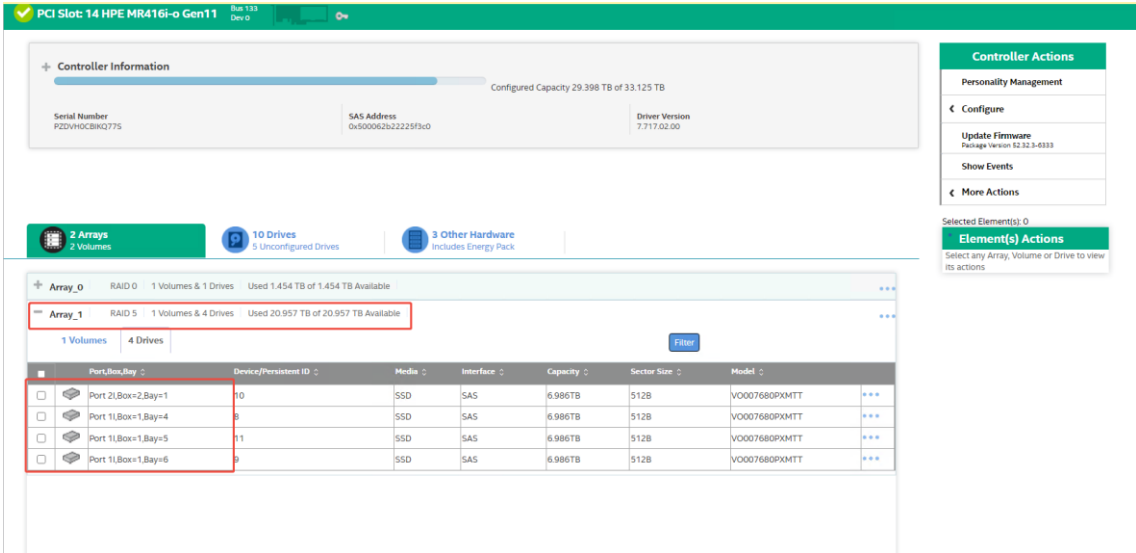 PCI Slot: 14 HPE MR416i-o Gen11 Bus 133 Dev 0
Controller Information
Configured Capacity 29.398 TB of 33.125 TB
Serial Number SAS Address Driver Version
PZDVH0CBIKQ77S 0x500062b22225f3c0 7.717.02.00
Controller Actions
Personality Management
Configure
Update Firmware
Package Version 52.32.3-6333
Show Events
More Actions
Selected Element(s): 0
Element(s) Actions
Select any Array, Volume or Drive to view
its actions
2 Arrays
2 Volumes
10 Drives
5 Unconfigured Drives
3 Other Hardware
Includes Energy Pack
Array_0 RAID 0 1 Volumes & 1 Drives Used 1.454 TB of 1.454 TB Available
Array_1 RAID 5 1 Volumes & 4 Drives Used 20.957 TB of 20.957 TB Available
1 Volumes 4 Drives Filter
Port,Box,Bay Device/Persistent ID Media Interface Capacity Sector Size Model
Port 2I,Box=2,Bay=1 10 SSD SAS 6.986TB 512B VO007680PXMTT
Port 1I,Box=1,Bay=4 8 SSD SAS 6.986TB 512B VO007680PXMTT
Port 1I,Box=1,Bay=5 11 SSD SAS 6.986TB 512B VO007680PXMTT
Port 1I,Box=1,Bay=6 9 SSD SAS 6.986TB 512B VO007680PXMTT